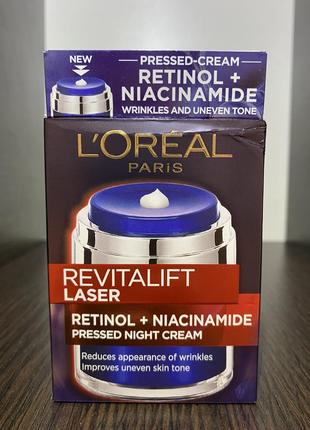 PRESSED-CREAM
NEW
RETINOL +
NIACINAMIDE
WRINKLES AND UNEVEN TONE
L'ORÉAL
PARIS
REVITALIFT
LASER
RETINOL + NIACINAMIDE
PRESSED NIGHT CREAM
Reduces appearance of wrinkles
Improves uneven skin tone